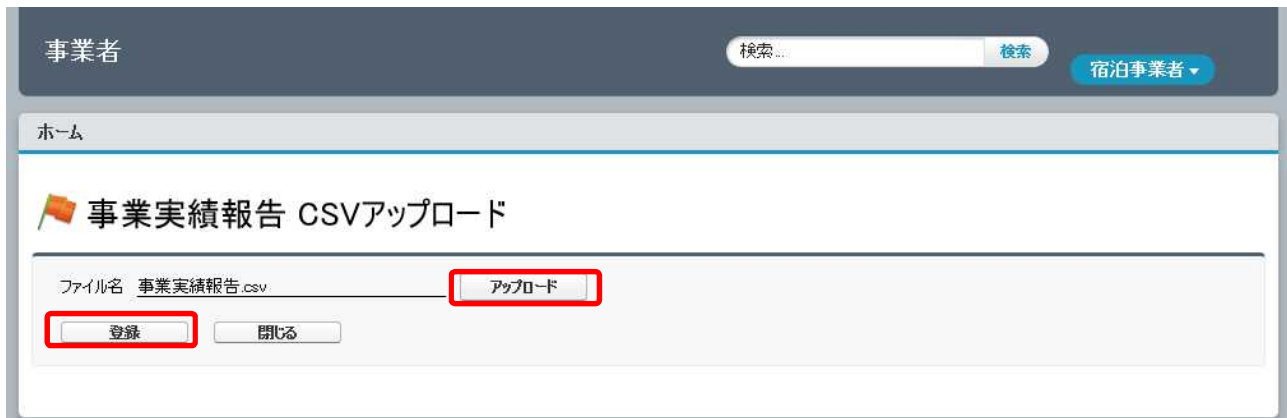 事業者
検索... 検索
宿泊事業者▼
ホーム
事業実績報告 CSVアップロード
ファイル名 事業実績報告.csv アップロード
登録 閉じる